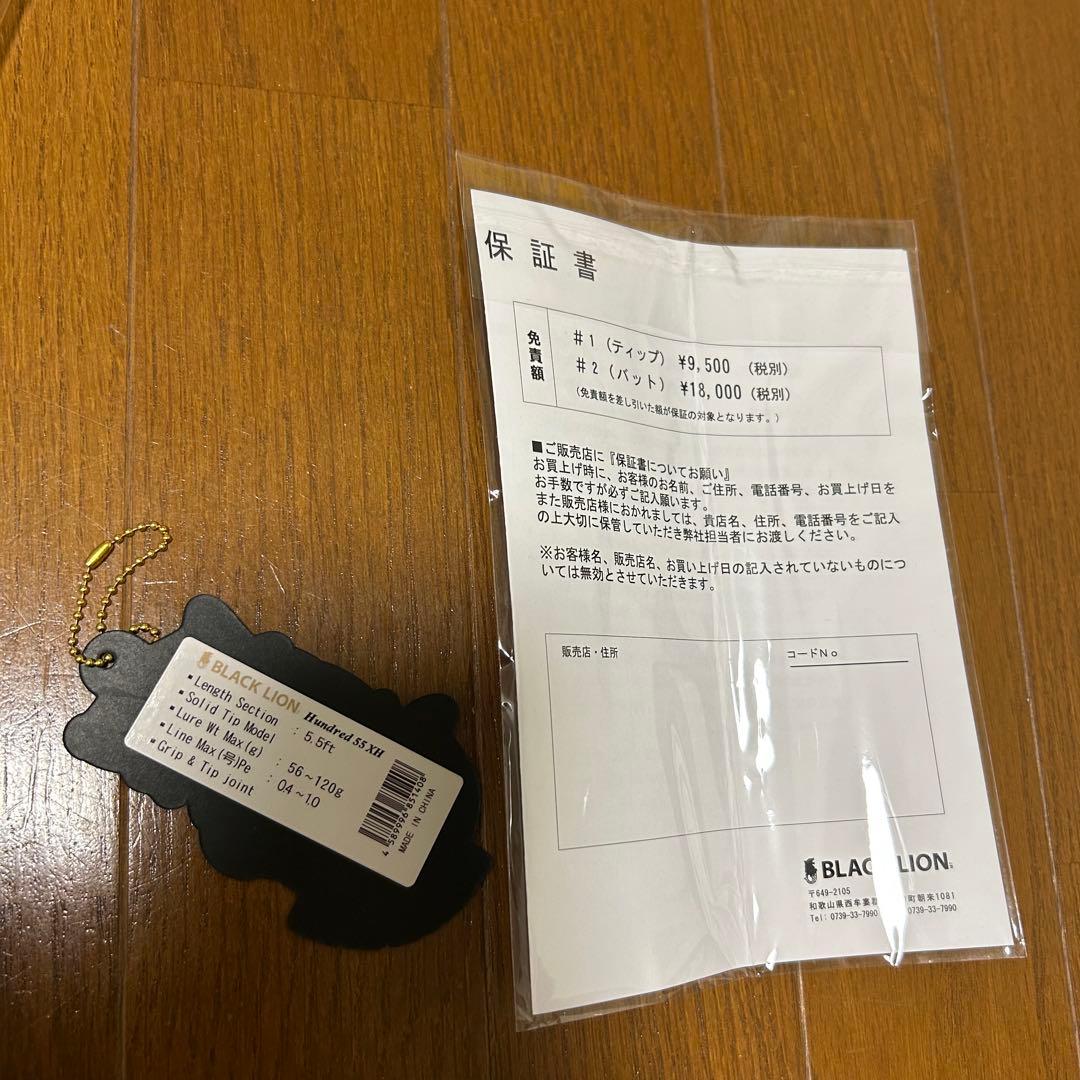 BLACK LION
Hundred 55 XH
▪Length Section : 5.5ft
▪Solid Tip Model
▪Lure Wt Max(g) : 56~120g
▪Line Max(号)Pe : 0.4~1.0
▪Grip & Tip joint
4 589996 851408
MADE IN CHINA
保証書
免責額
#1(ティップ) ¥9,500 (税別)
#2(バット) ¥18,000(税別)
(免責額を差し引いた額が保証の対象となります。)
■ご販売店に『保証書についてお願い』
お買上げ時に、お客様のお名前、ご住所、電話番号、お買上げ日を
お手数ですが必ずご記入願います。
また販売店様におかれましては、貴店名、住所、電話番号をご記入
の上大切に保管していただき弊社担当者にお渡しください。
※お客様名、販売店名、お買い上げ日の記入されていないものにつ
いては無効とさせていただきます。
販売店・住所
コードNo
BLACK LION
〒649-2105
和歌山県西牟婁 町朝来1081
Tel: 0739-33-7990 0739-33-7990